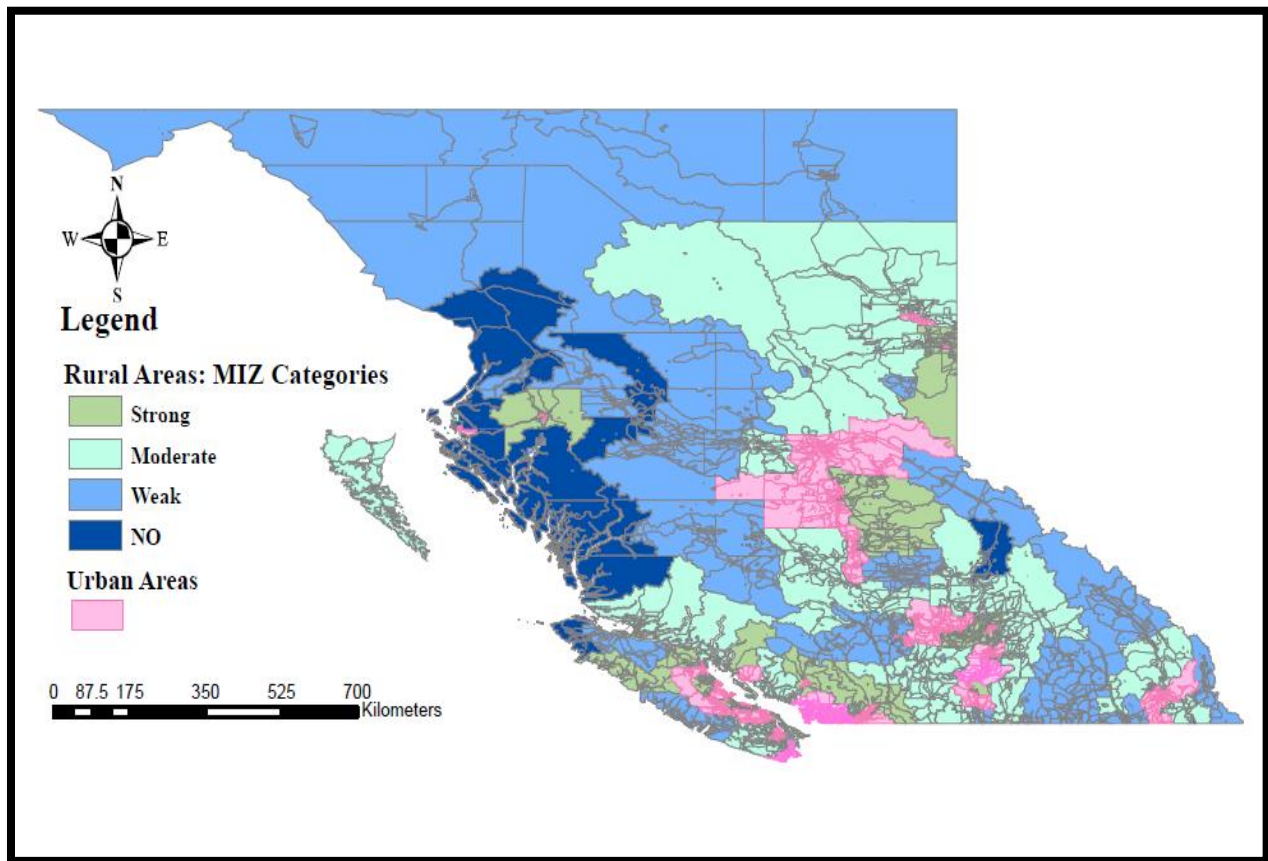 N
W E
S
Legend
Rural Areas: MIZ Categories
Strong
Moderate
Weak
NO
Urban Areas
0 87.5 175 350 525 700
Kilometers